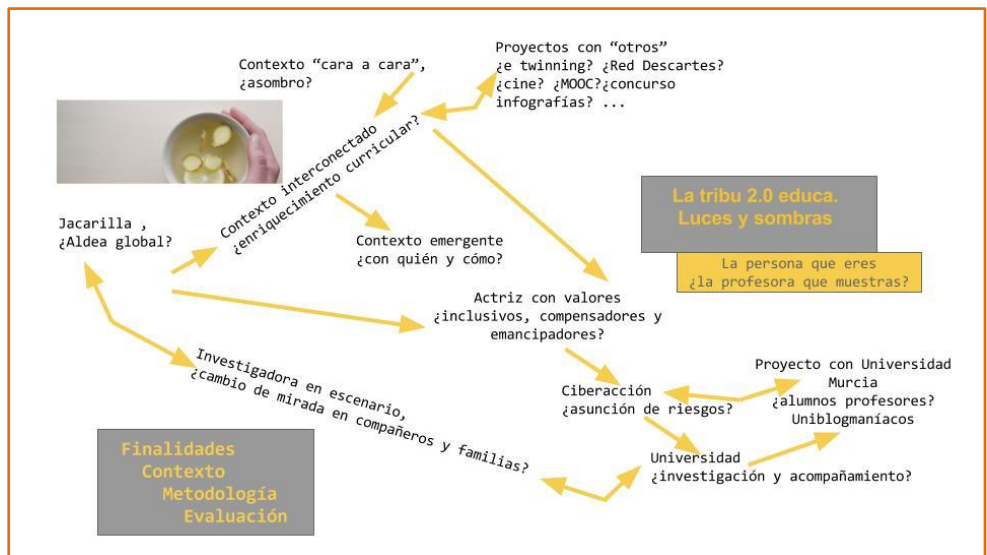 Contexto “cara a cara”,
¿asombro?
Proyectos con “otros”
¿e twinning? ¿Red Descartes?
¿cine? ¿MOOC?¿concurso
infografías? ...
Contexto interconectado
¿enriquecimiento curricular?
Jacarilla ,
¿Aldea global?
Contexto emergente
¿con quién y cómo?
La tribu 2.0 educa.
Luces y sombras
La persona que eres
¿la profesora que muestras?
Actriz con valores
¿inclusivos, compensadores y
emancipadores?
Investigadora en escenario,
¿cambio de mirada en compañeros y familias?
Ciberacción
¿asunción de riesgos?
Proyecto con Universidad
Murcia
¿alumnos profesores?
Uniblogmaníacos
Universidad
¿investigación y acompañamiento?
Finalidades
Contexto
Metodología
Evaluación